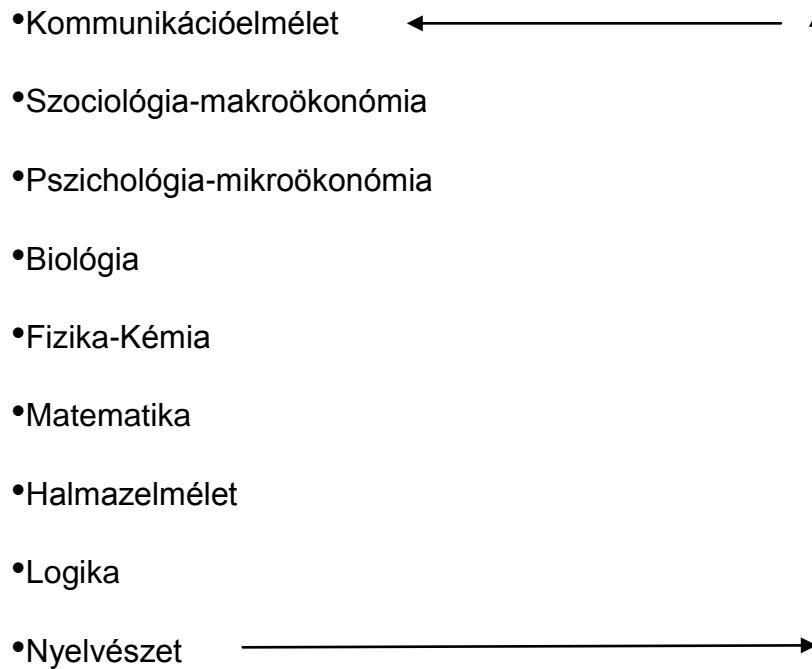 •Kommunikációelmélet
•Szociológia-makroökonómia
•Pszichológia-mikroökonómia
•Biológia
•Fizika-Kémia
•Matematika
•Halmazelmélet
•Logika
•Nyelvészet